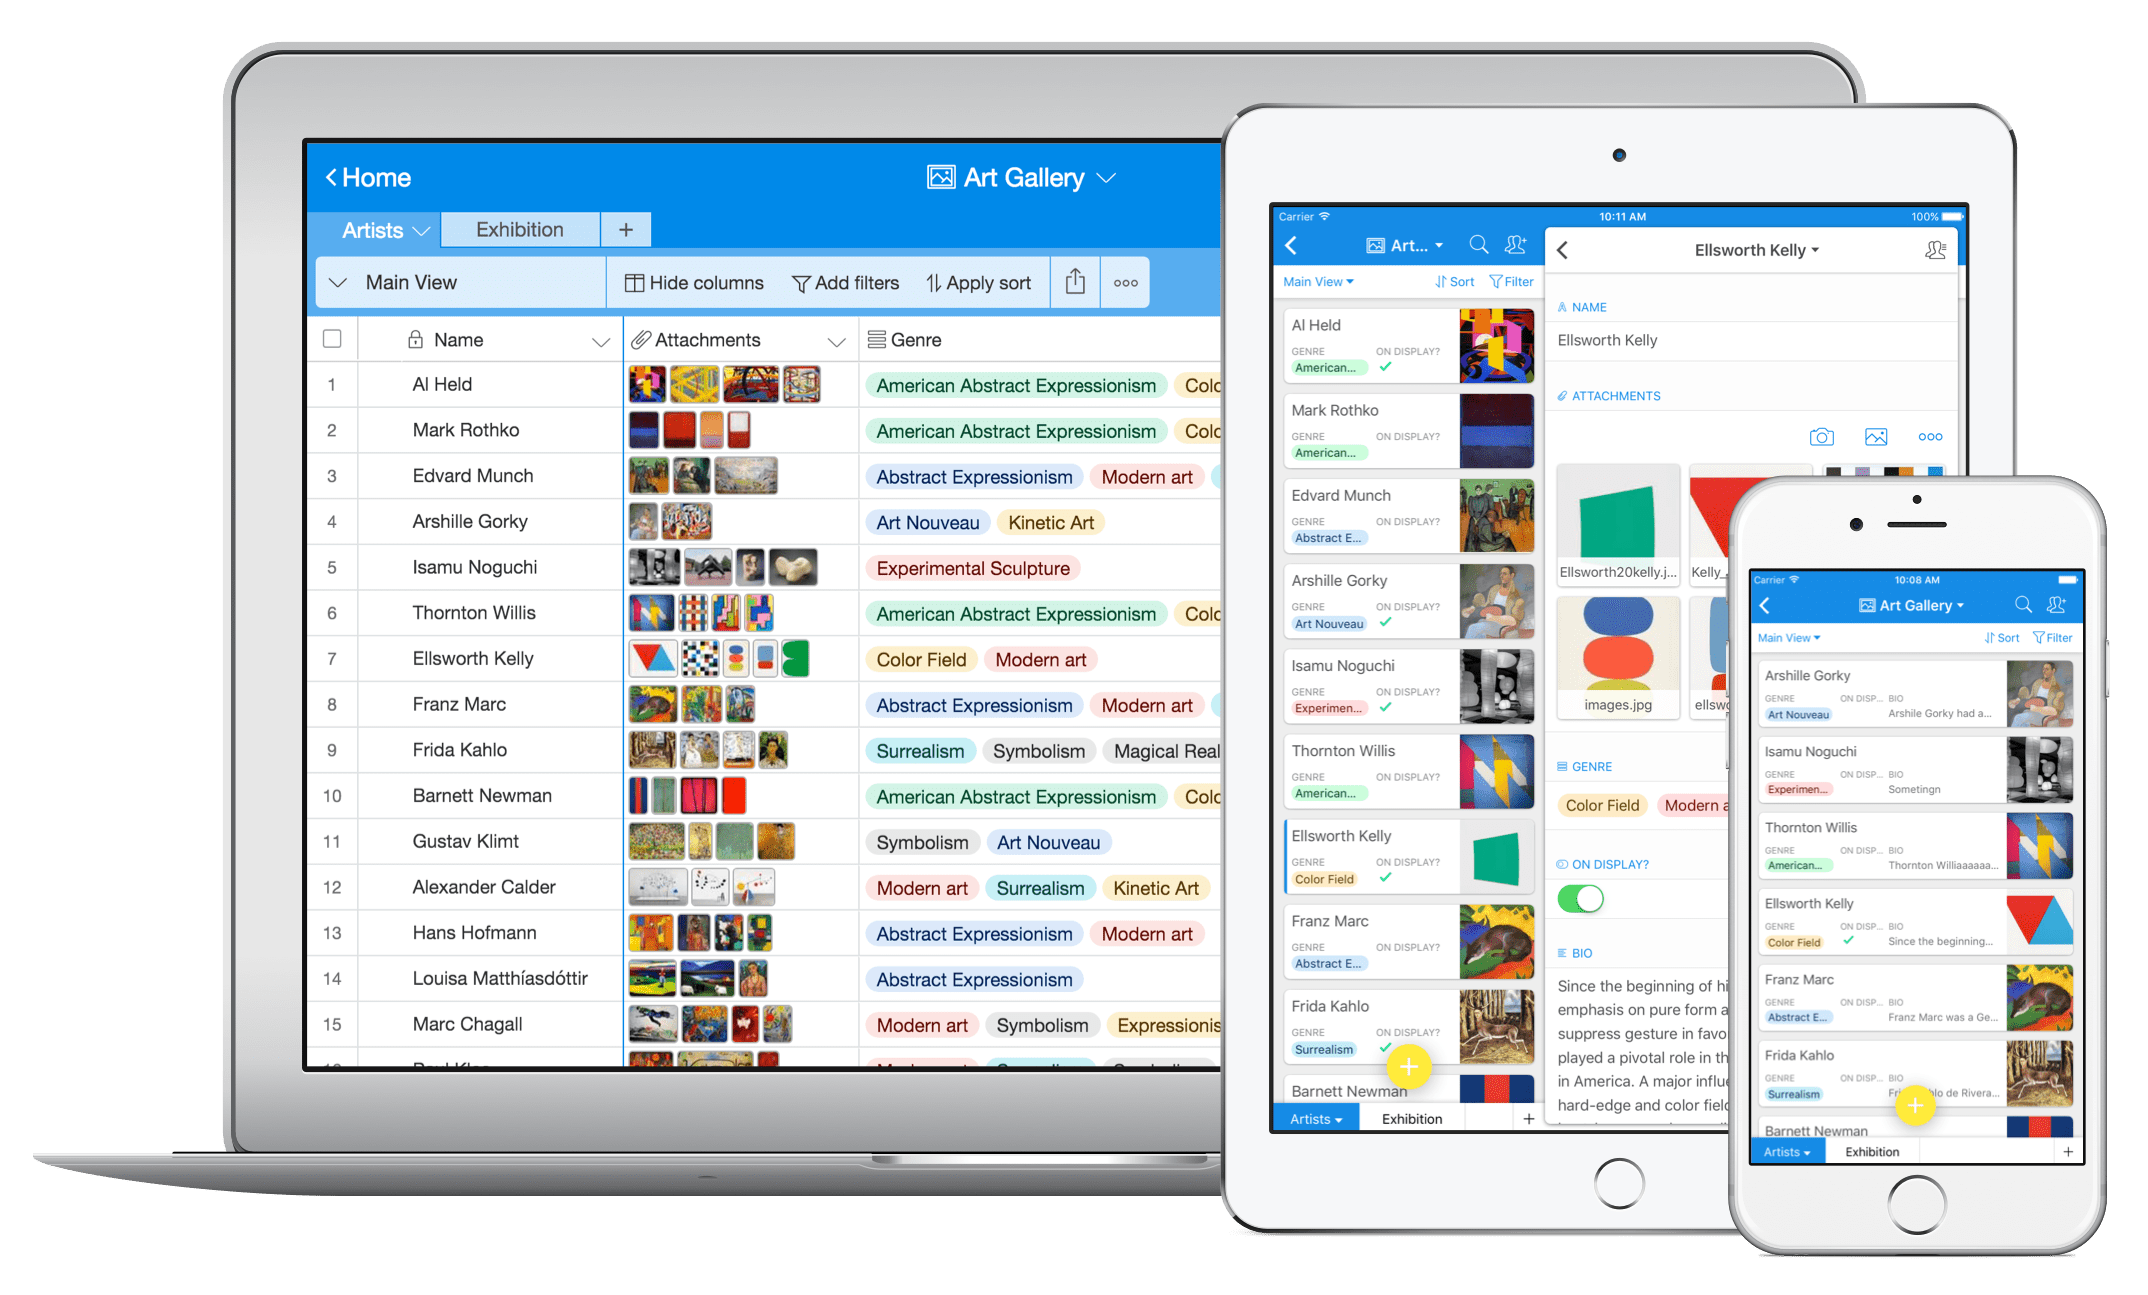 Home
Art Gallery
Artists
Exhibition
+
Main View
Hide columns
Add filters
Apply sort
Name
Attachments
Genre
1 Al Held American Abstract Expressionism Colo
2 Mark Rothko American Abstract Expressionism Colo
3 Edvard Munch Abstract Expressionism Modern art
4 Arshille Gorky Art Nouveau Kinetic Art
5 Isamu Noguchi Experimental Sculpture
6 Thornton Willis American Abstract Expressionism Colo
7 Ellsworth Kelly Color Field Modern art
8 Franz Marc Abstract Expressionism Modern art
9 Frida Kahlo Surrealism Symbolism Magical Real
10 Barnett Newman American Abstract Expressionism Colo
11 Gustav Klimt Symbolism Art Nouveau
12 Alexander Calder Modern art Surrealism Kinetic Art
13 Hans Hofmann Abstract Expressionism Modern art
14 Louisa Matthíasdóttir Abstract Expressionism
15 Marc Chagall Modern art Symbolism Expressionis
Carrier 10:11 AM 100%
Art...
Main View Sort Filter
Al Held
GENRE ON DISPLAY?
American...
Mark Rothko
GENRE ON DISPLAY?
American...
Edvard Munch
GENRE ON DISPLAY?
Abstract E...
Arshille Gorky
GENRE ON DISPLAY?
Art Nouveau
Isamu Noguchi
GENRE ON DISPLAY?
Experimen...
Thornton Willis
GENRE ON DISPLAY?
American...
Ellsworth Kelly
GENRE ON DISPLAY?
Color Field
Franz Marc
GENRE ON DISPLAY?
Abstract E...
Frida Kahlo
GENRE ON DISPLAY?
Surrealism
+
Barnett Newman
Artists Exhibition +
Ellsworth Kelly
NAME
Ellsworth Kelly
ATTACHMENTS
Ellsworth20kelly.j... Kelly_
images.jpg ellswo
GENRE
Color Field Modern a
ON DISPLAY?
BIO
Since the beginning of hi
emphasis on pure form a
suppress gesture in favo
played a pivotal role in th
in America. A major influe
hard-edge and color field
Carrier 10:08 AM
Art Gallery
Main View Sort Filter
Arshille Gorky
GENRE ON DISP... BIO
Art Nouveau Arshile Gorky had a...
Isamu Noguchi
GENRE ON DISP... BIO
Experimen... Sometingn
Thornton Willis
GENRE ON DISP... BIO
American... Thornton Williaaaaaa...
Ellsworth Kelly
GENRE ON DISP... BIO
Color Field Since the beginning...
Franz Marc
GENRE ON DISP... BIO
Abstract E... Franz Marc was a Ge...
Frida Kahlo
GENRE ON DISP... BIO
Surrealism Fri hlo de Rivera...
+
Barnett Newman
Artists Exhibition +